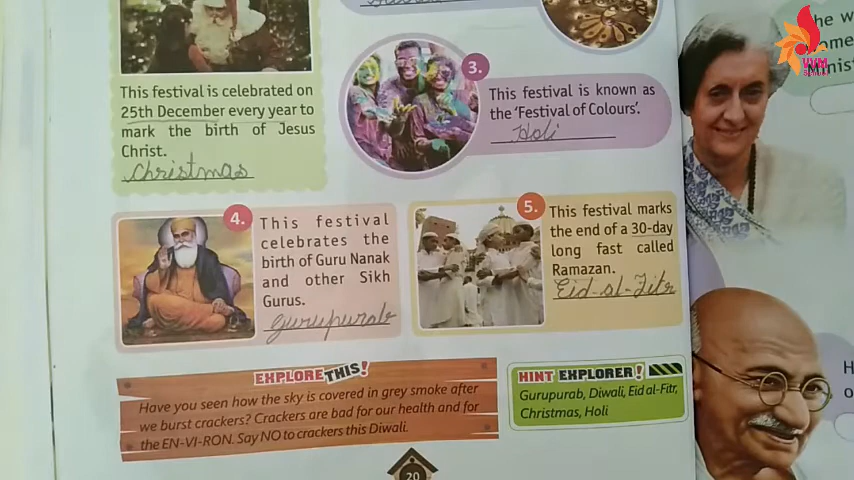 This festival is celebrated on
25th December every year to
mark the birth of Jesus
Christ.
Christmas
3.
This festival is known as
the 'Festival of Colours'.
Holi
4.
This festival
celebrates the
birth of Guru Nanak
and other Sikh
Gurus.
Gurupurab
5.
This festival marks
the end of a 30-day
long fast called
Ramazan.
Eid-al-Fitr
EXPLORE THIS!
Have you seen how the sky is covered in grey smoke after
we burst crackers? Crackers are bad for our health and for
the EN-VI-RON. Say NO to crackers this Diwali.
HINT EXPLORER!
Gurupurab, Diwali, Eid al-Fitr,
Christmas, Holi
20
VVM